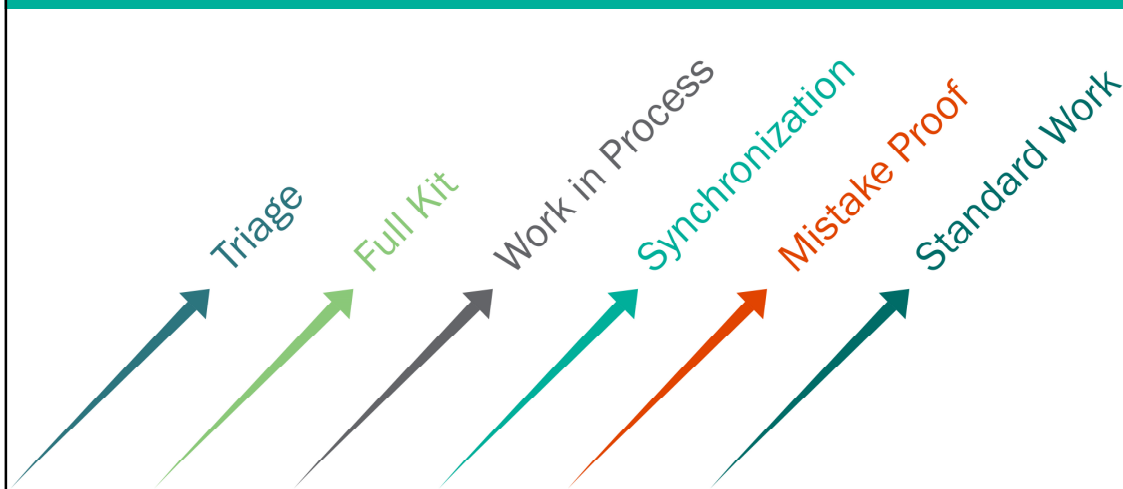 Triage
Full Kit
Work in Process
Synchronization
Mistake Proof
Standard Work